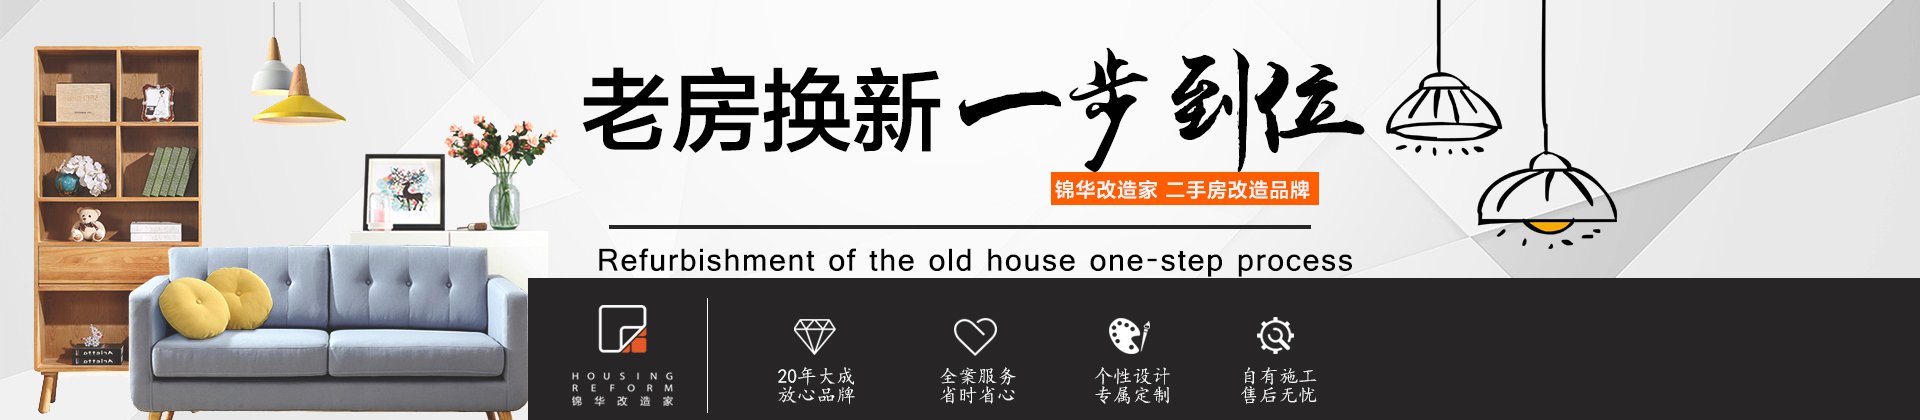 老房换新一步到位
锦华改造家 二手房改造品牌
Refurbishment of the old house one-step process
HOUSING
REFORM
锦华改造家
20年大成
放心品牌
全案服务
省时省心
个性设计
专属定制
自有施工
售后无忧